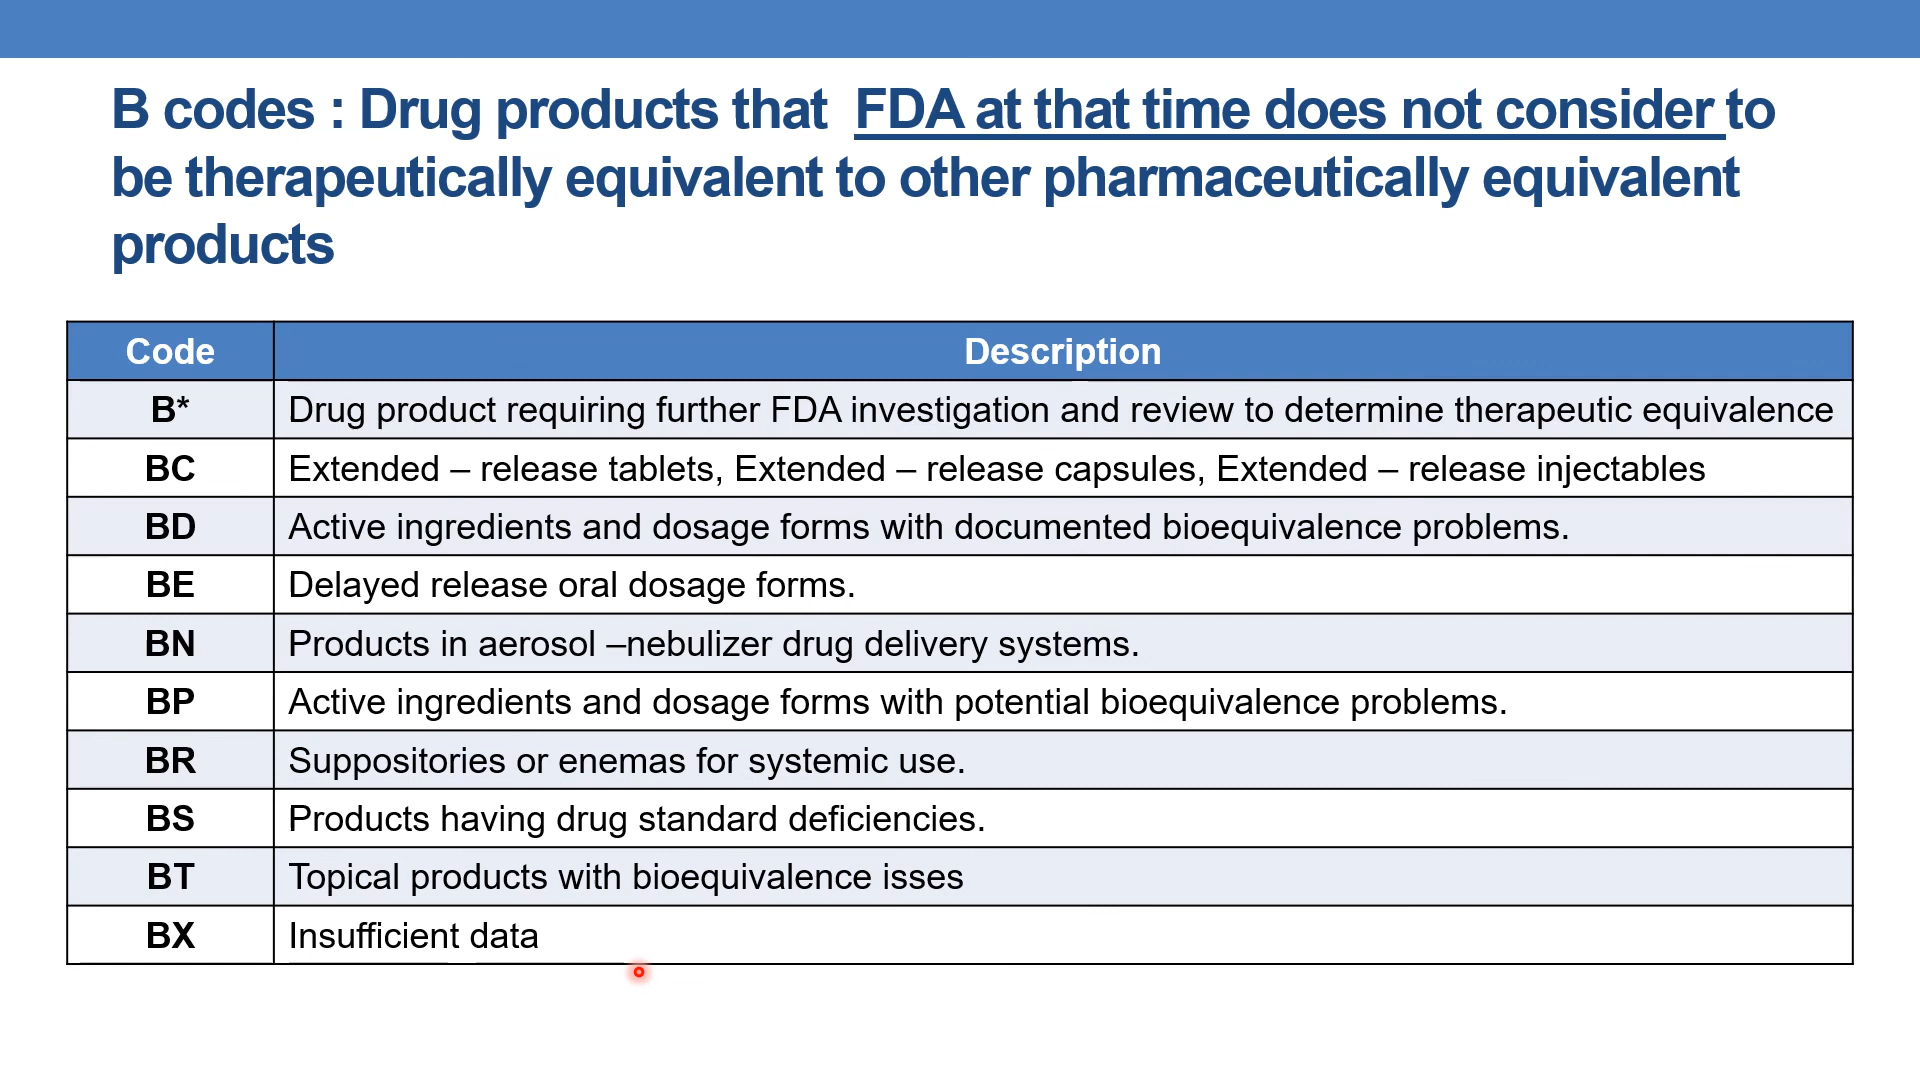 B codes : Drug products that  FDA at that time does not consider to
be therapeutically equivalent to other pharmaceutically equivalent
products
Code Description
B* Drug product requiring further FDA investigation and review to determine therapeutic equivalence
BC Extended – release tablets, Extended – release capsules, Extended – release injectables
BD Active ingredients and dosage forms with documented bioequivalence problems.
BE Delayed release oral dosage forms.
BN Products in aerosol –nebulizer drug delivery systems.
BP Active ingredients and dosage forms with potential bioequivalence problems.
BR Suppositories or enemas for systemic use.
BS Products having drug standard deficiencies.
BT Topical products with bioequivalence isses
BX Insufficient data